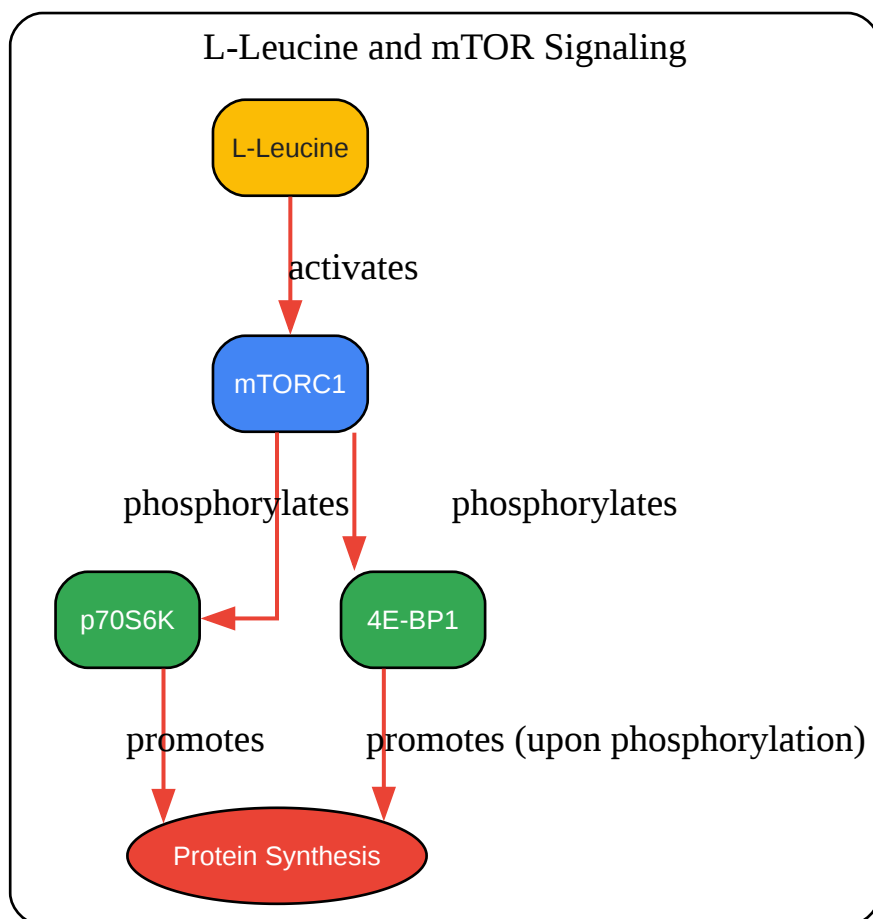 L-Leucine and mTOR Signaling
L-Leucine
activates
mTORC1
phosphorylates
phosphorylates
p70S6K
4E-BP1
promotes
promotes (upon phosphorylation)
Protein Synthesis